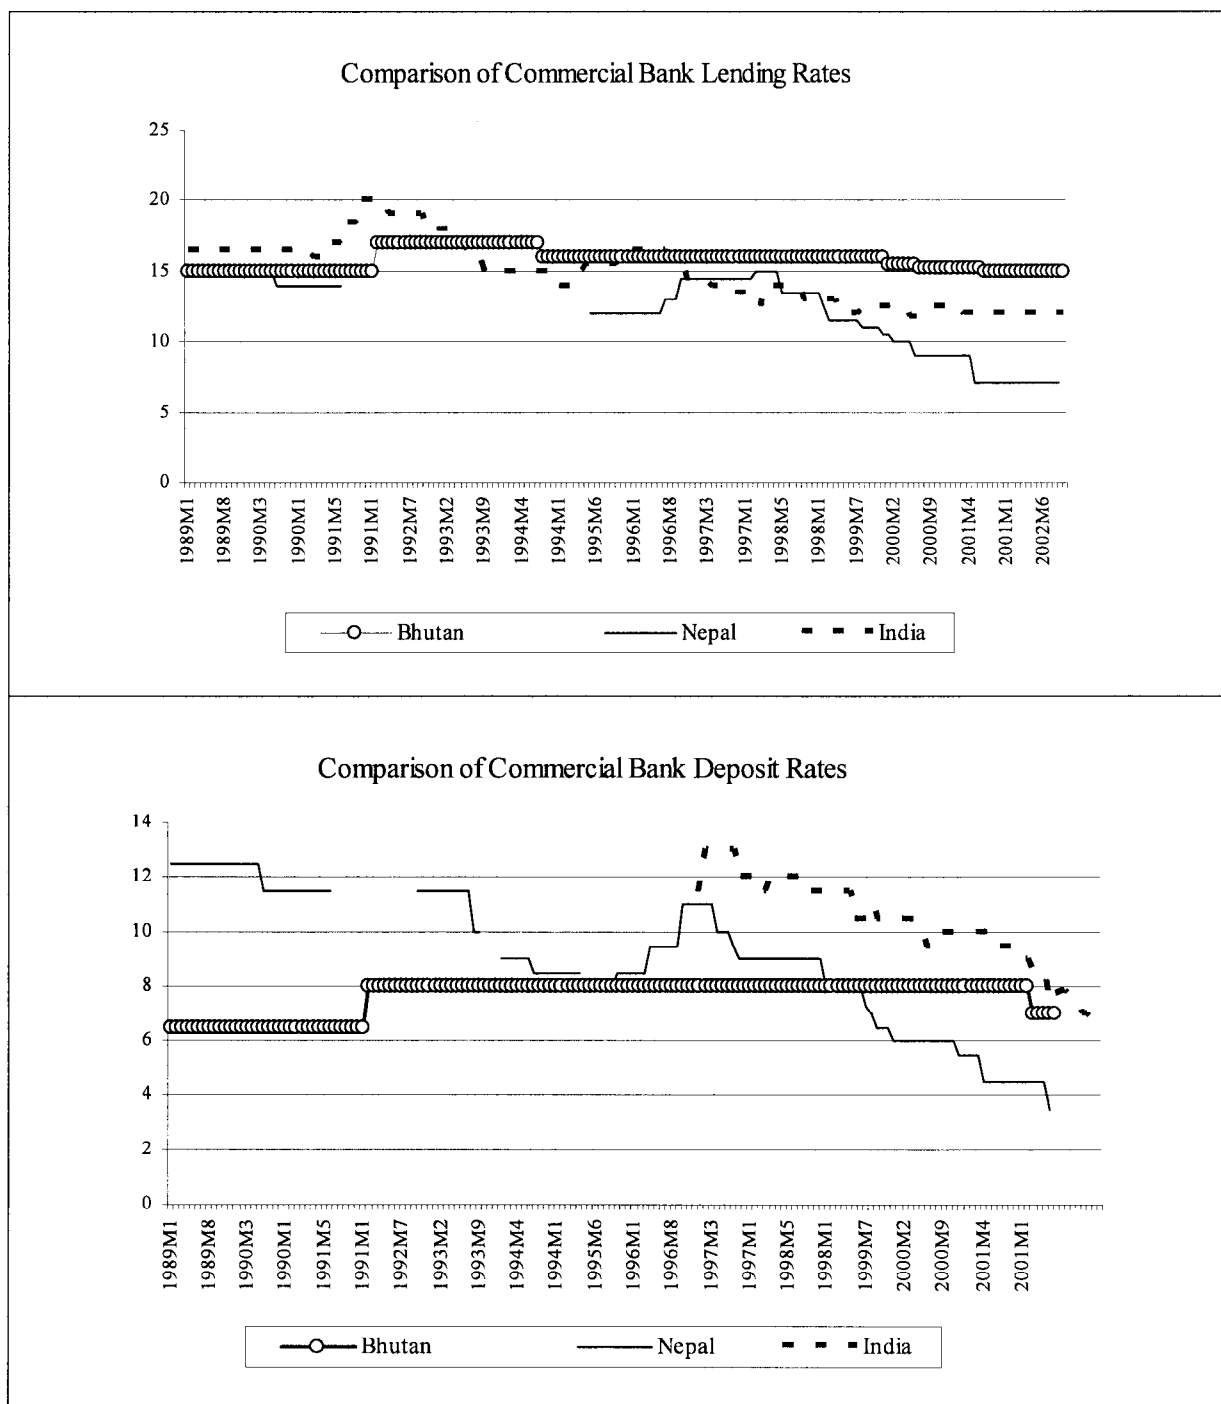 Comparison of Commercial Bank Lending Rates
25
20
15
10
5
0
1989M1
1989M8
1990M3
1990M1
1991M5
1991M1
1992M7
1993M2
1993M9
1994M4
1994M1
1995M6
1996M1
1996M8
1997M3
1997M1
1998M5
1998M1
1999M7
2000M2
2000M9
2001M4
2001M1
2002M6
Bhutan Nepal India
Comparison of Commercial Bank Deposit Rates
14
12
10
8
6
4
2
0
1989M1
1989M8
1990M3
1990M1
1991M5
1991M1
1992M7
1993M2
1993M9
1994M4
1994M1
1995M6
1996M1
1996M8
1997M3
1997M1
1998M5
1998M1
1999M7
2000M2
2000M9
2001M4
2001M1
Bhutan Nepal India